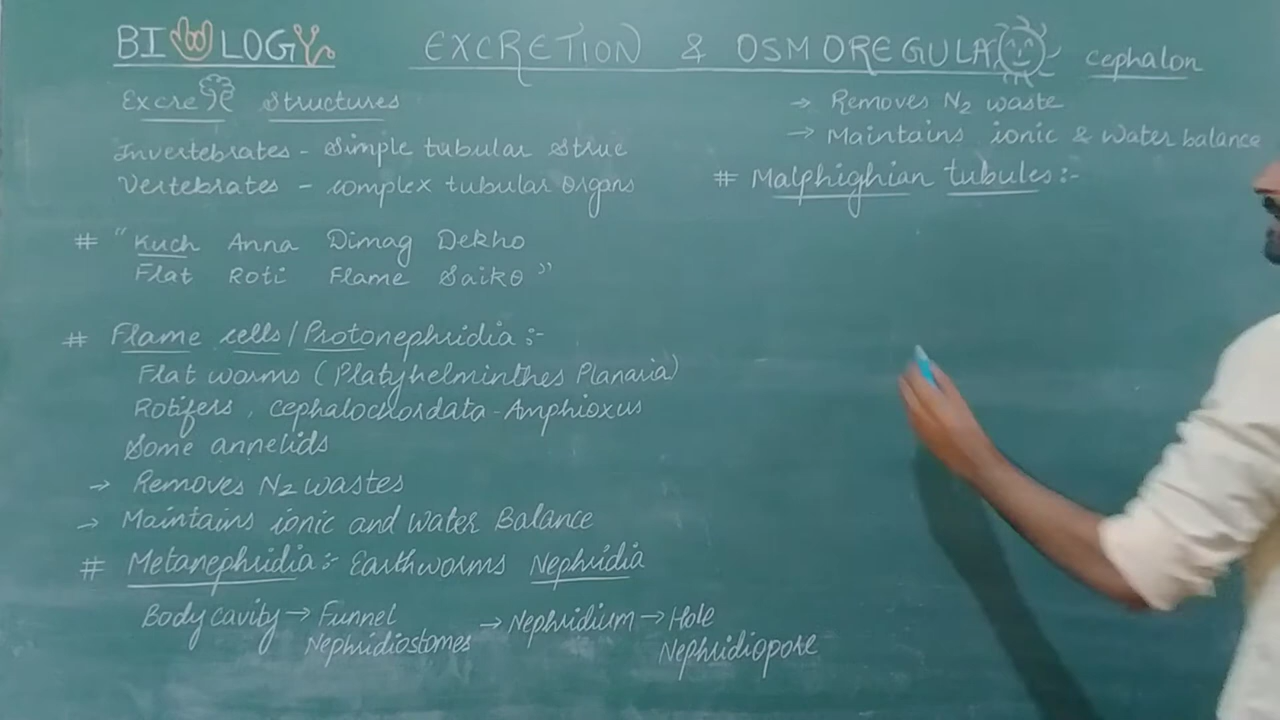 BIOLOGY
EXCRETION & OSMOREGULA
cephalon
Excre Structures
Invertebrates - Simple tubular Struc
Vertebrates - complex tubular Organs
# "Kuch Anna Dimag Dekho
Flat Roti Flame Saiko"
# Flame cells/Protonephridia :-
Flat worms (Platyhelminthes Planaria)
Rotifers, cephalochordata - Amphioxus
Some annelids
→ Removes N2 wastes
→ Maintains ionic and water Balance
# Metanephridia :- Earthworms Nephridia
Body cavity → Funnel → Nephridium → Hole
Nephridiostomes Nephridiopore
→ Removes N2 waste
→ Maintains ionic & water balance
# Malphighian tubules :-